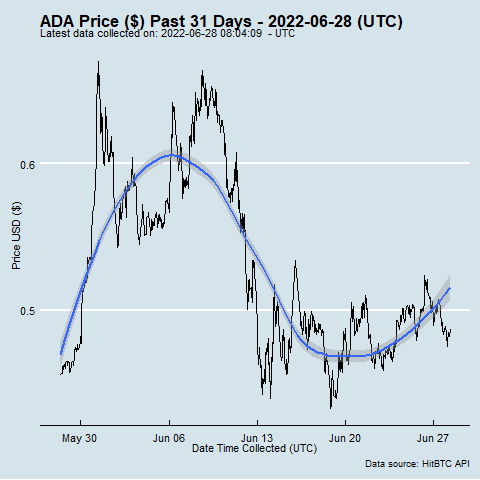 ADA Price ($) Past 31 Days - 2022-06-28 (UTC)
Latest data collected on: 2022-06-28 08:04:09 - UTC
0.6
Price USD ($)
0.5
May 30 Jun 06 Jun 13 Jun 20 Jun 27
Date Time Collected (UTC)
Data source: HitBTC API